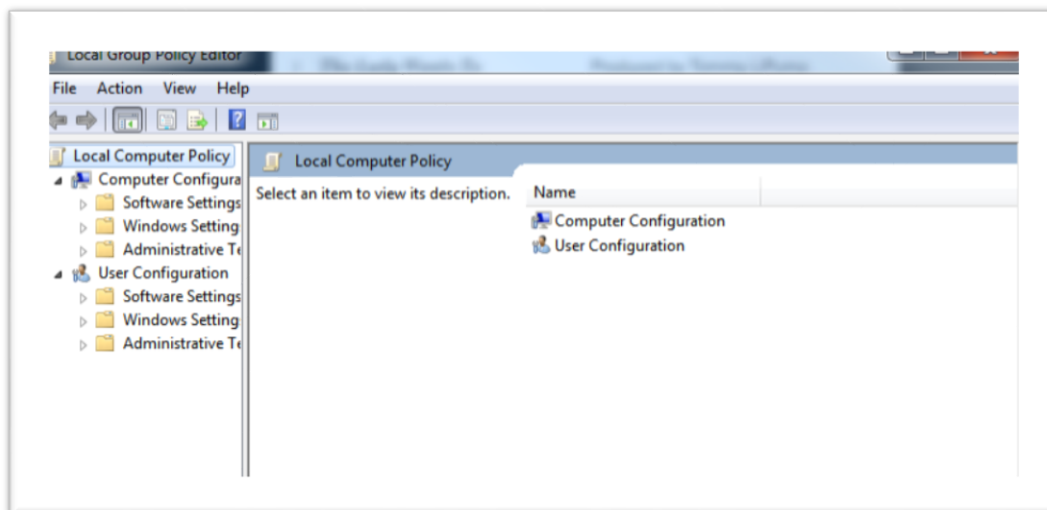 Local Group Policy Editor
File Action View Help
Local Computer Policy
Computer Configura
Software Settings
Windows Setting
Administrative Te
User Configuration
Software Settings
Windows Setting
Administrative Te
Local Computer Policy
Select an item to view its description.
Name
Computer Configuration
User Configuration